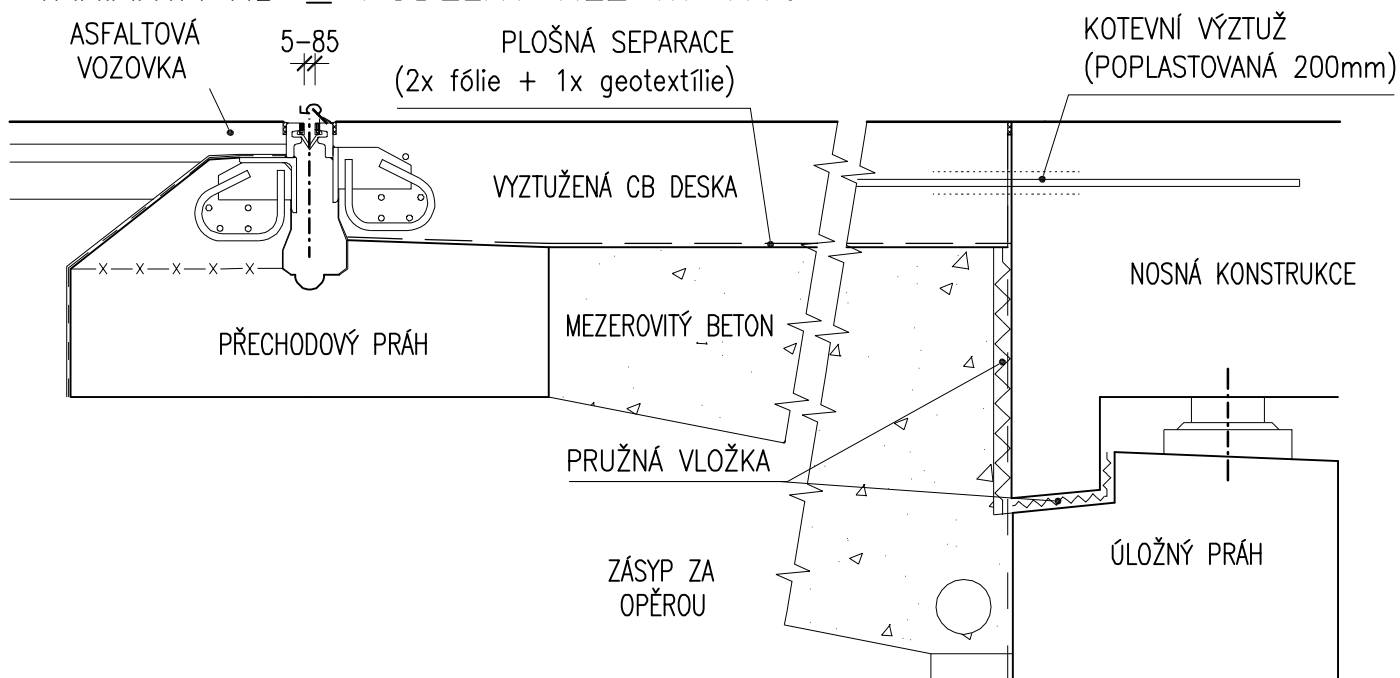 ASFALTOVÁ
VOZOVKA
5-85
PLOŠNÁ SEPARACE
(2x fólie + 1x geotextílie)
KOTEVNÍ VÝZTUŽ
(POPLASTOVANÁ 200mm)
VYZTUŽENÁ CB DESKA
NOSNÁ KONSTRUKCE
PŘECHODOVÝ PRÁH
MEZEROVITÝ BETON
PRUŽNÁ VLOŽKA
ÚLOŽNÝ PRÁH
ZÁSYP ZA
OPĚROU